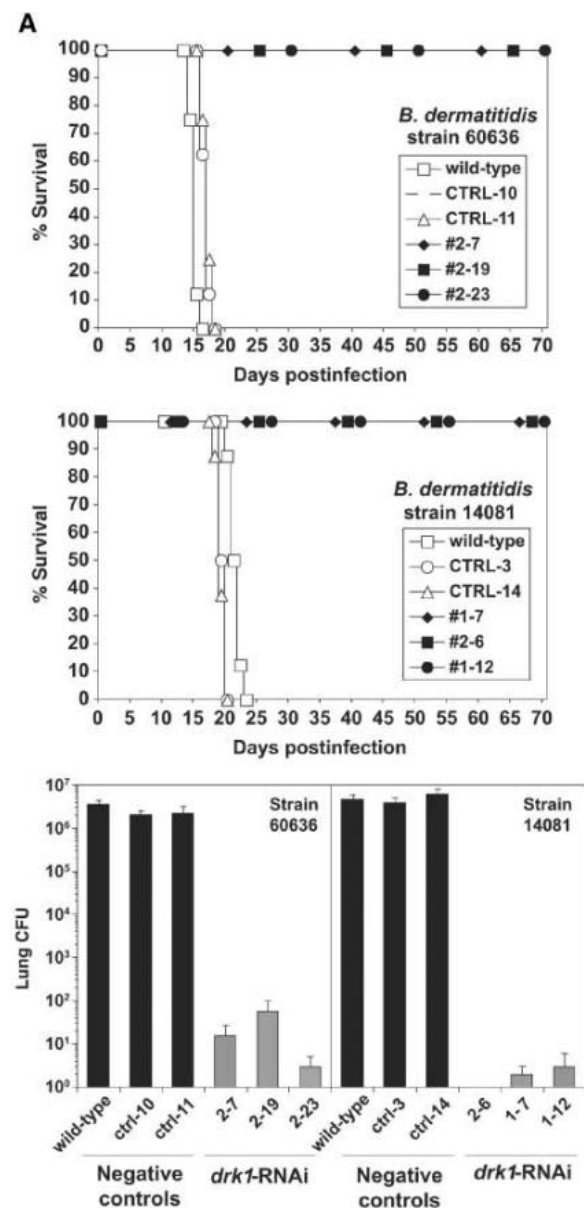 A
100
90
80
70
60
50
40
30
20
10
0
% Survival
B. dermatitidis
strain 60636
wild-type
CTRL-10
CTRL-11
#2-7
#2-19
#2-23
0 5 10 15 20 25 30 35 40 45 50 55 60 65 70
Days postinfection
100
90
80
70
60
50
40
30
20
10
0
% Survival
B. dermatitidis
strain 14081
wild-type
CTRL-3
CTRL-14
#1-7
#2-6
#1-12
0 5 10 15 20 25 30 35 40 45 50 55 60 65 70
Days postinfection
10⁷
10⁶
10⁵
10⁴
10³
10²
10¹
10⁰
Lung CFU
Strain
60636
Strain
14081
wild-type ctrl-10 ctrl-11 2-7 2-19 2-23 wild-type ctrl-3 ctrl-14 2-6 1-7 1-12
Negative controls
drk1-RNAi
Negative controls
drk1-RNAi